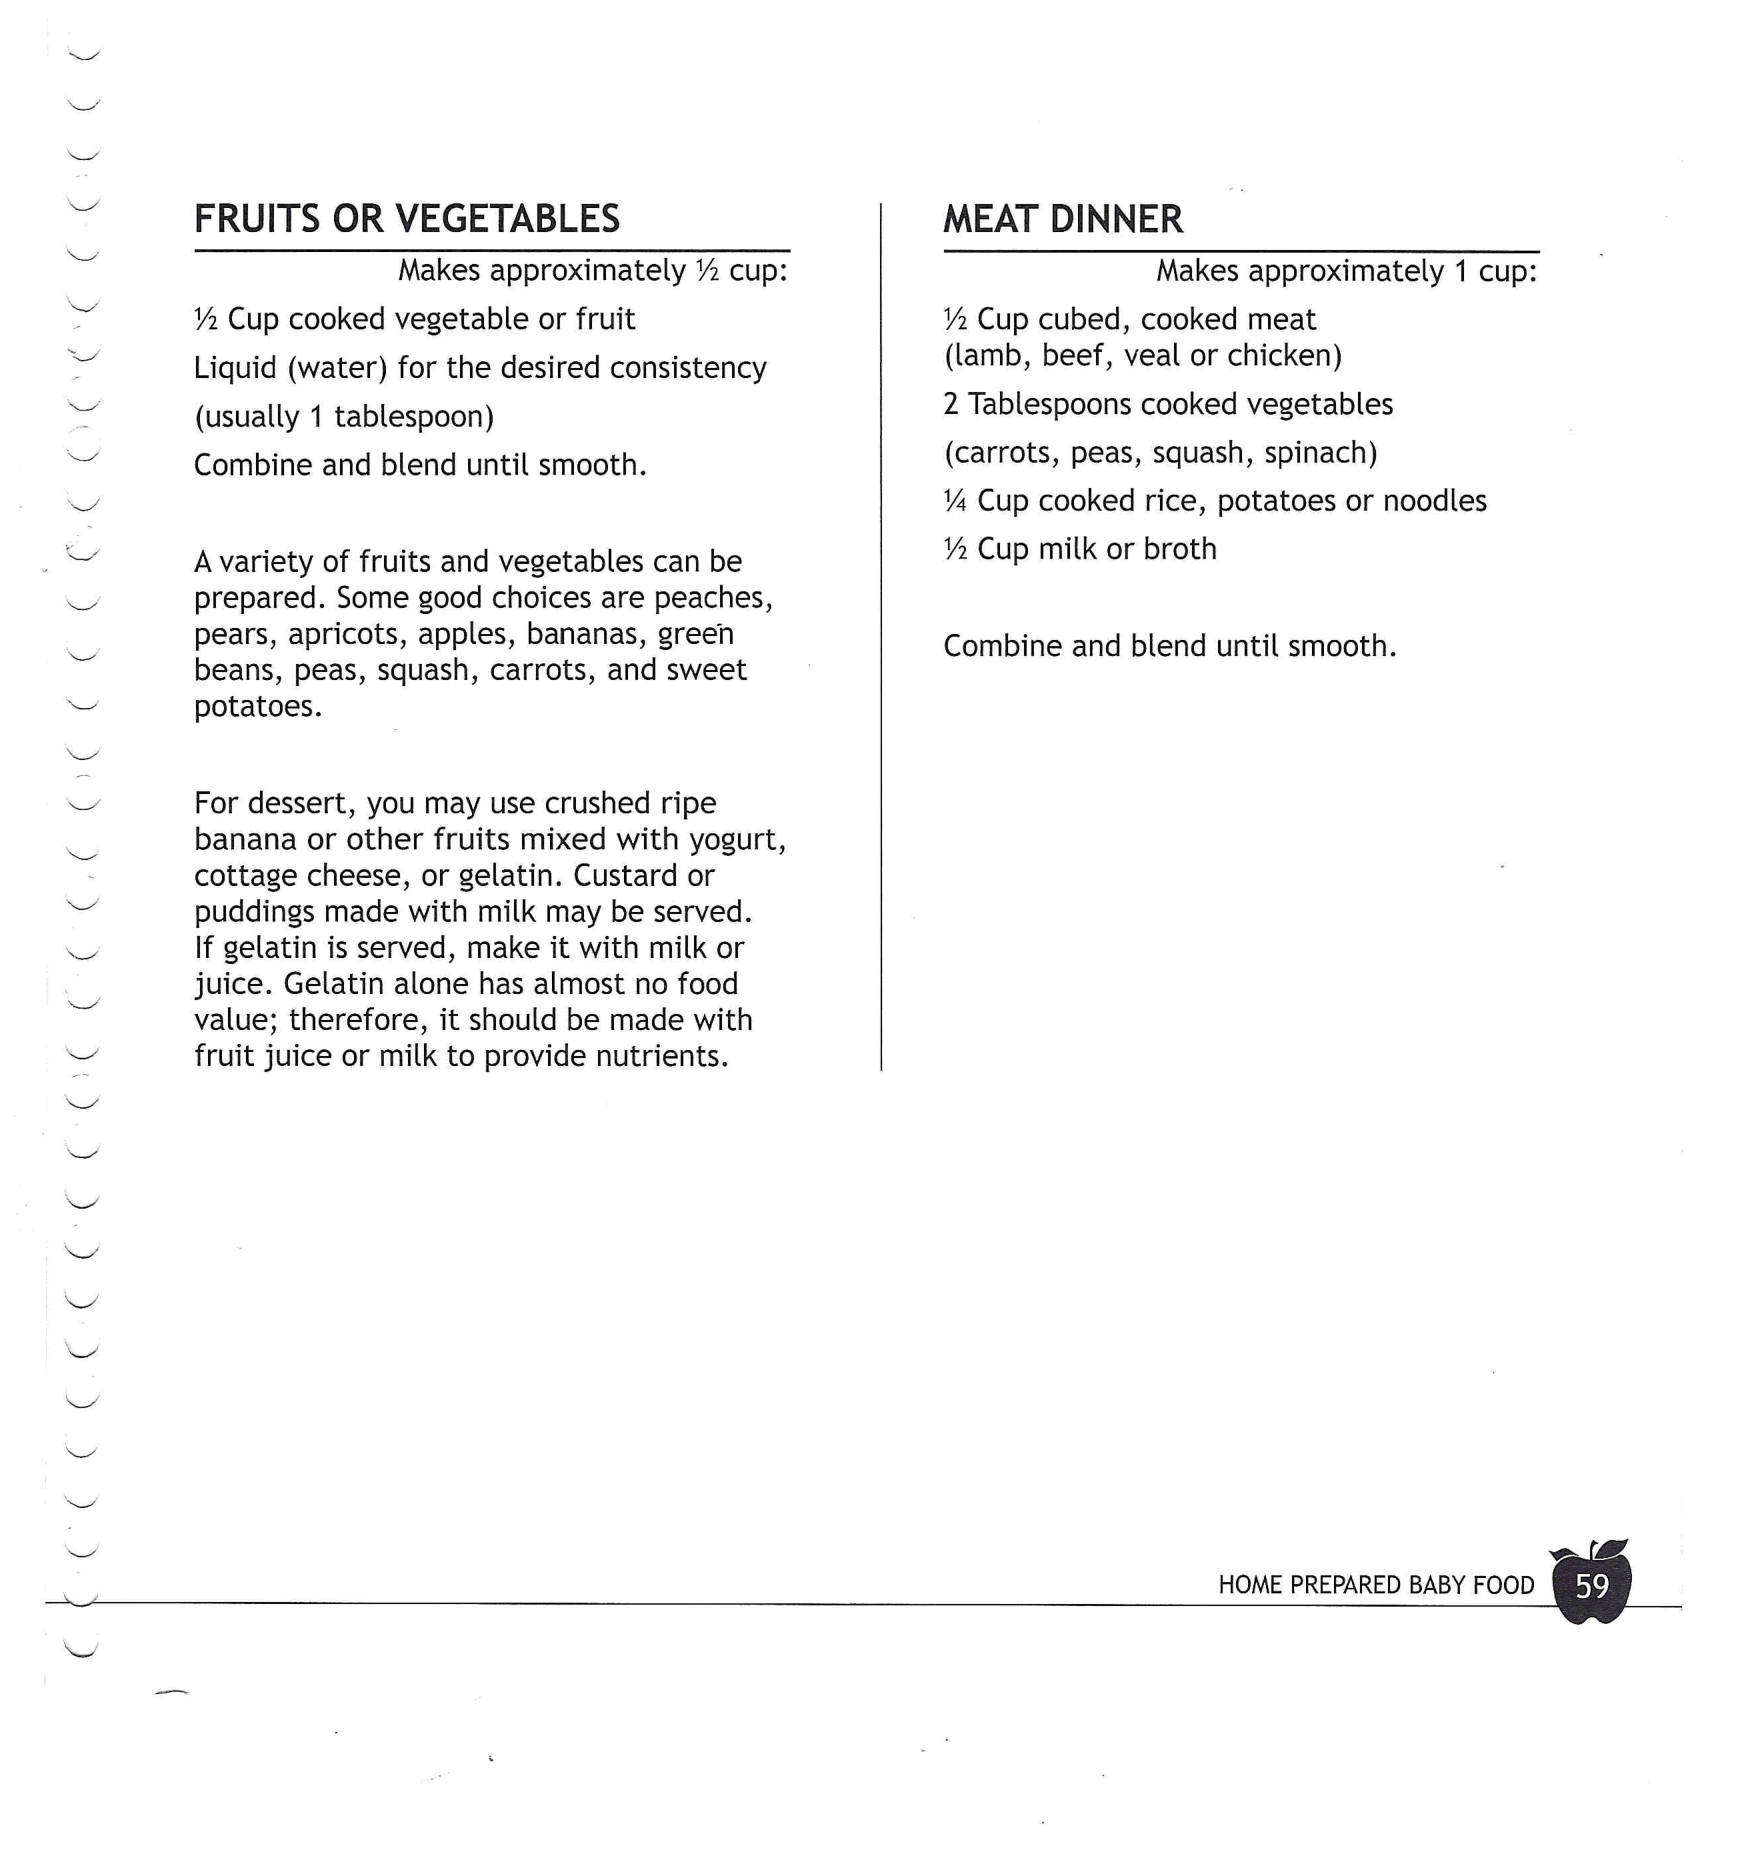 FRUITS OR VEGETABLES
Makes approximately ½ cup:
½ Cup cooked vegetable or fruit
Liquid (water) for the desired consistency
(usually 1 tablespoon)
Combine and blend until smooth.
A variety of fruits and vegetables can be
prepared. Some good choices are peaches,
pears, apricots, apples, bananas, green
beans, peas, squash, carrots, and sweet
potatoes.
For dessert, you may use crushed ripe
banana or other fruits mixed with yogurt,
cottage cheese, or gelatin. Custard or
puddings made with milk may be served.
If gelatin is served, make it with milk or
juice. Gelatin alone has almost no food
value; therefore, it should be made with
fruit juice or milk to provide nutrients.
MEAT DINNER
Makes approximately 1 cup:
½ Cup cubed, cooked meat
(lamb, beef, veal or chicken)
2 Tablespoons cooked vegetables
(carrots, peas, squash, spinach)
¼ Cup cooked rice, potatoes or noodles
½ Cup milk or broth
Combine and blend until smooth.
HOME PREPARED BABY FOOD 59